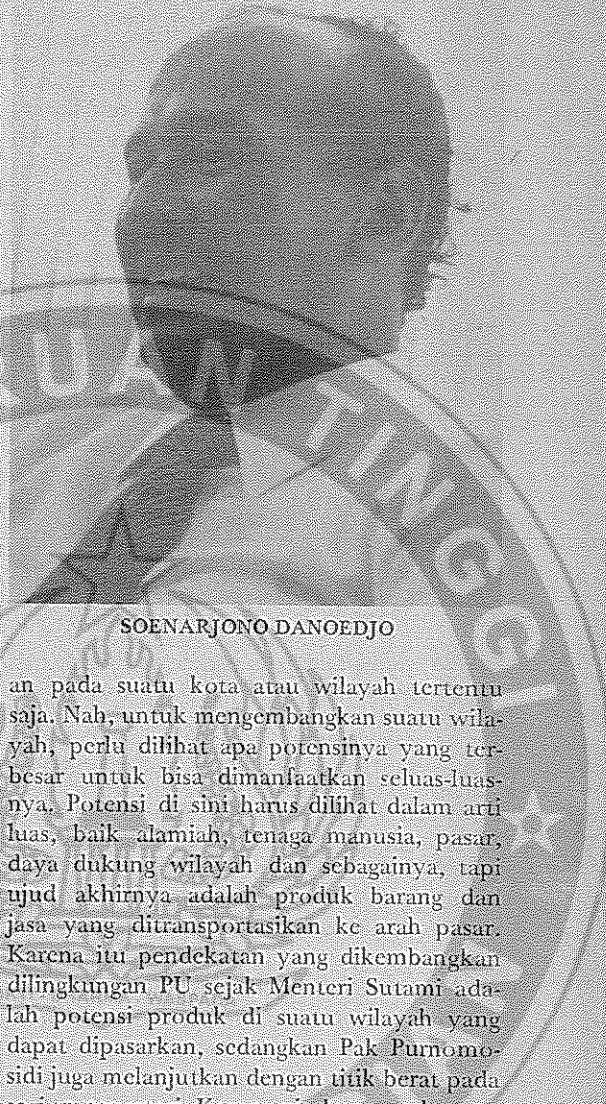 UAN TINGGI
SOENARJONO DANOEDJO
an pada suatu kota atau wilayah tertentu
saja. Nah, untuk mengembangkan suatu wila-
yah, perlu dilihat apa potensinya yang ter-
besar untuk bisa dimanfaatkan seluas-luas-
nya. Potensi di sini harus dilihat dalam arti
luas, baik alamiah, tenaga manusia, pasar,
daya dukung wilayah dan sebagainya, tapi
ujud akhirnya adalah produk barang dan
jasa yang ditransportasikan ke arah pasar.
Karena itu pendekatan yang dikembangkan
dilingkungan PU sejak Menteri Sutami ada-
lah potensi produk di suatu wilayah yang
dapat dipasarkan, sedangkan Pak Purnomo-
sidi juga melanjutkan dengan titik berat pada